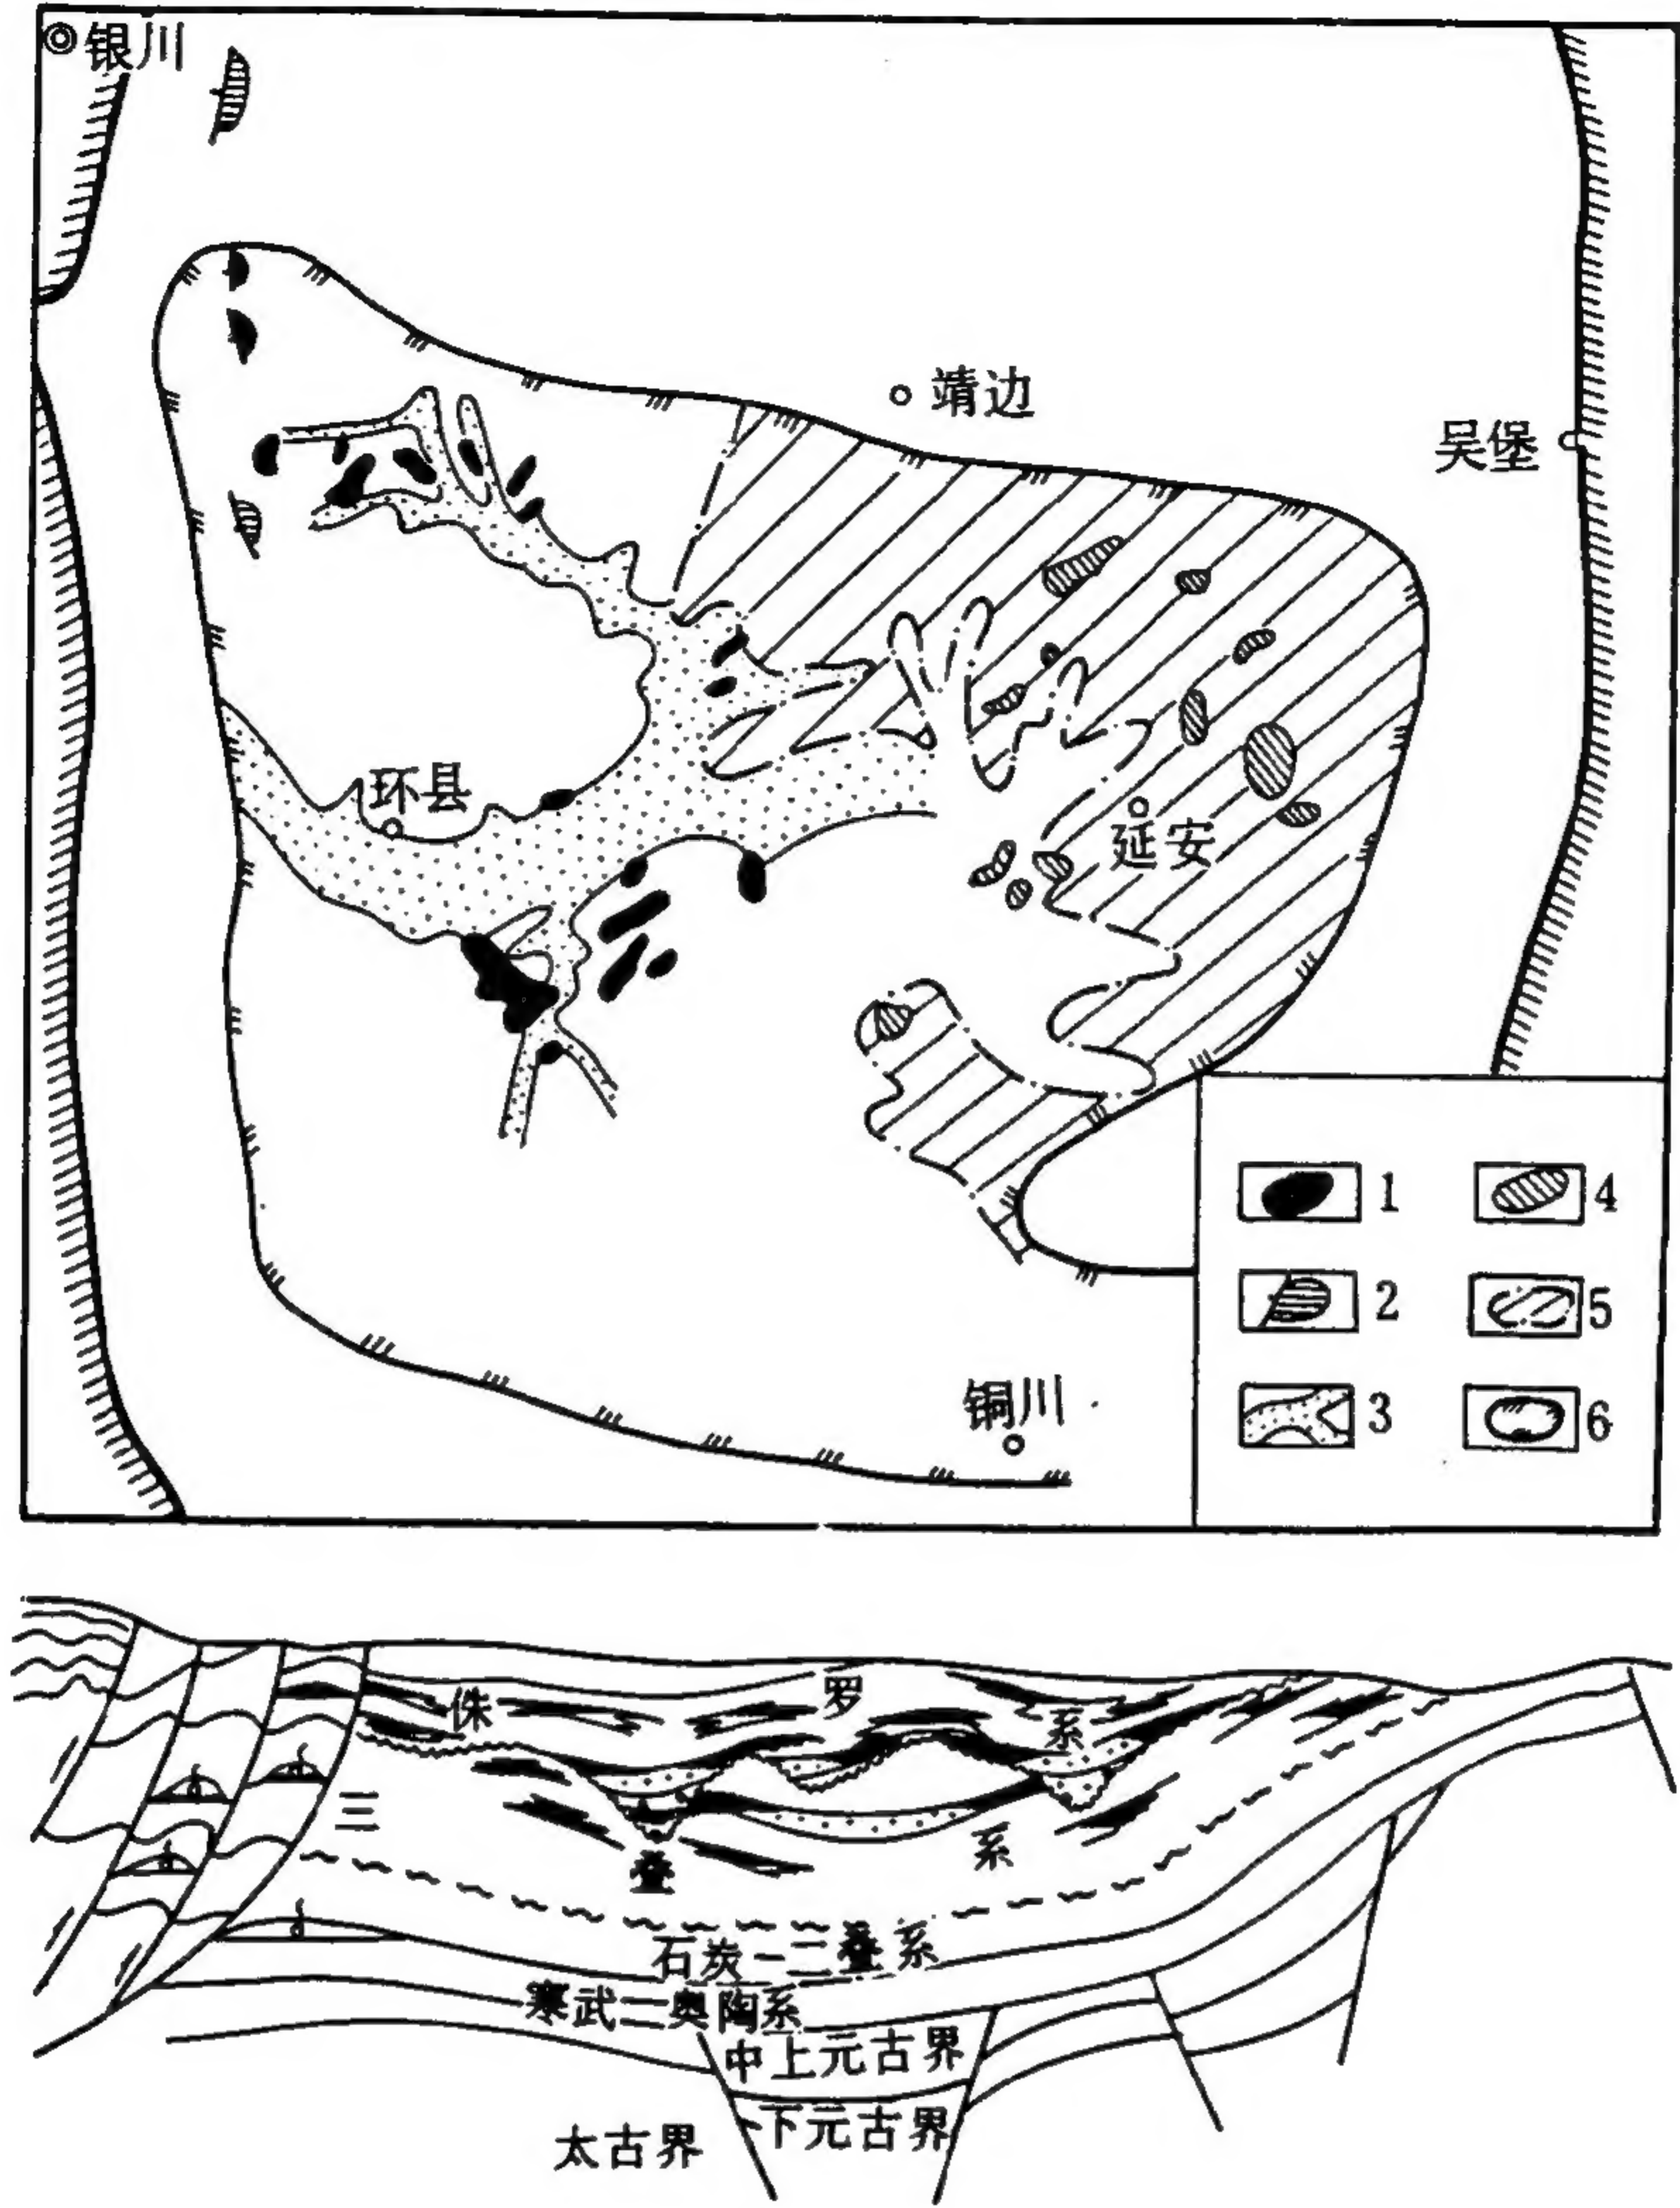 银川
靖边
吴堡
环县
延安
铜川
1
4
2
5
3
6
侏
罗
系
三
叠
系
石炭-二叠系
寒武二奥陶系
中上元古界
下元古界
太古界